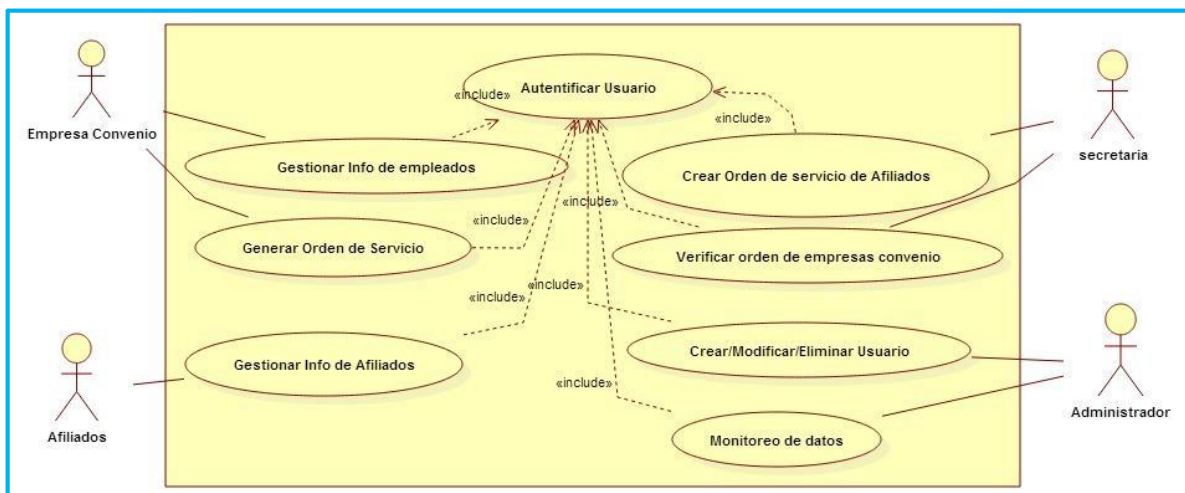 Autentificar Usuario
«include»
«include»
Empresa Convenio
secretaria
Gestionar Info de empleados
Crear Orden de servicio de Afiliados
«include»
«include»
Generar Orden de Servicio
Verificar orden de empresas convenio
«include»
«include»
Gestionar Info de Afiliados
Crear/Modificar/Eliminar Usuario
«include»
Afiliados
Administrador
Monitoreo de datos